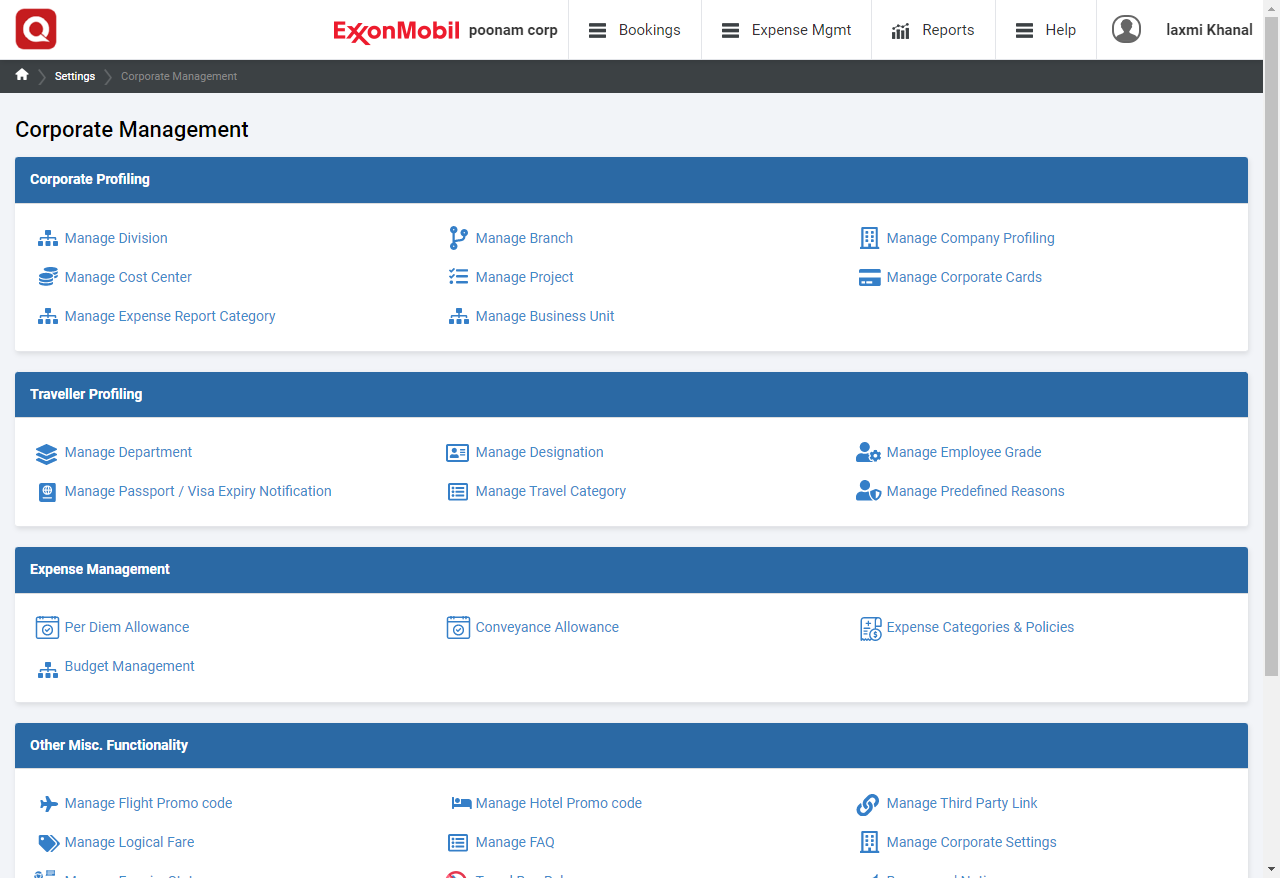 ExxonMobil poonam corp Bookings Expense Mgmt Reports Help laxmi Khanal
Settings Corporate Management
Corporate Management
Corporate Profiling
Manage Division Manage Branch Manage Company Profiling
Manage Cost Center Manage Project Manage Corporate Cards
Manage Expense Report Category Manage Business Unit
Traveller Profiling
Manage Department Manage Designation Manage Employee Grade
Manage Passport / Visa Expiry Notification Manage Travel Category Manage Predefined Reasons
Expense Management
Per Diem Allowance Conveyance Allowance Expense Categories & Policies
Budget Management
Other Misc. Functionality
Manage Flight Promo code Manage Hotel Promo code Manage Third Party Link
Manage Logical Fare Manage FAQ Manage Corporate Settings